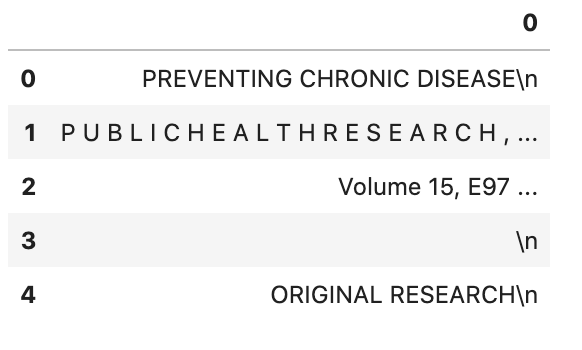 0
0 PREVENTING CHRONIC DISEASE\n
1 P U B L I C H E A L T H R E S E A R C H , ...
2 Volume 15, E97 ...
3 \n
4 ORIGINAL RESEARCH\n